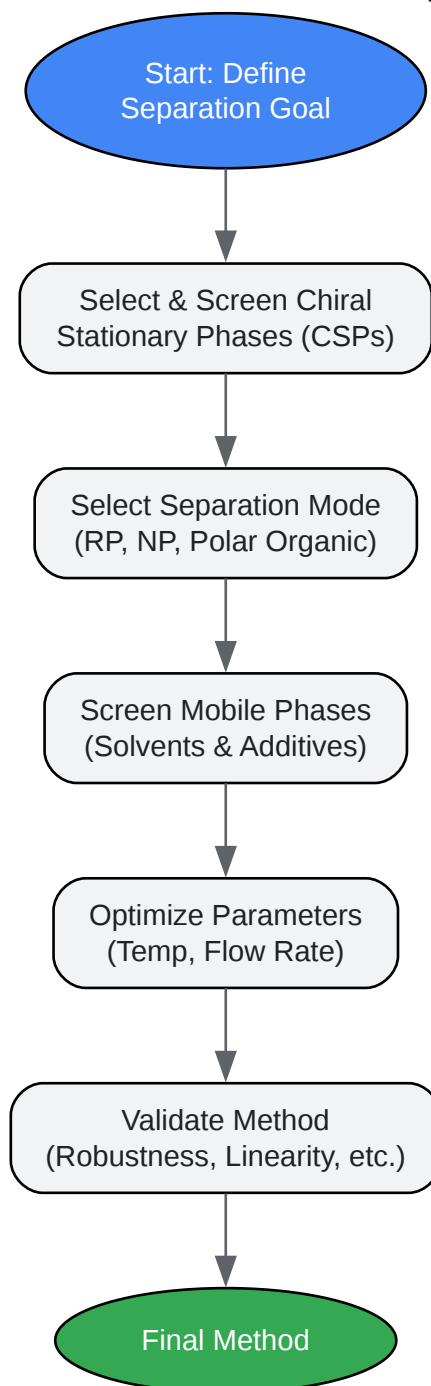 Start: Define
Separation Goal
Select & Screen Chiral
Stationary Phases (CSPs)
Select Separation Mode
(RP, NP, Polar Organic)
Screen Mobile Phases
(Solvents & Additives)
Optimize Parameters
(Temp, Flow Rate)
Validate Method
(Robustness, Linearity, etc.)
Final Method